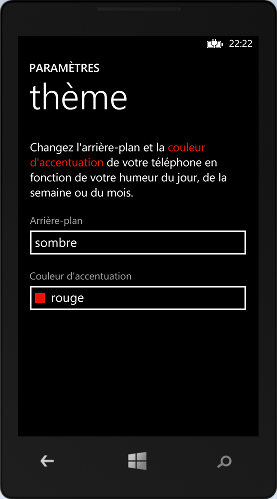 22:22
PARAMÈTRES
thème
Changez l'arrière-plan et la couleur
d'accentuation de votre téléphone en
fonction de votre humeur du jour, de la
semaine ou du mois.
Arrière-plan
sombre
Couleur d'accentuation
rouge